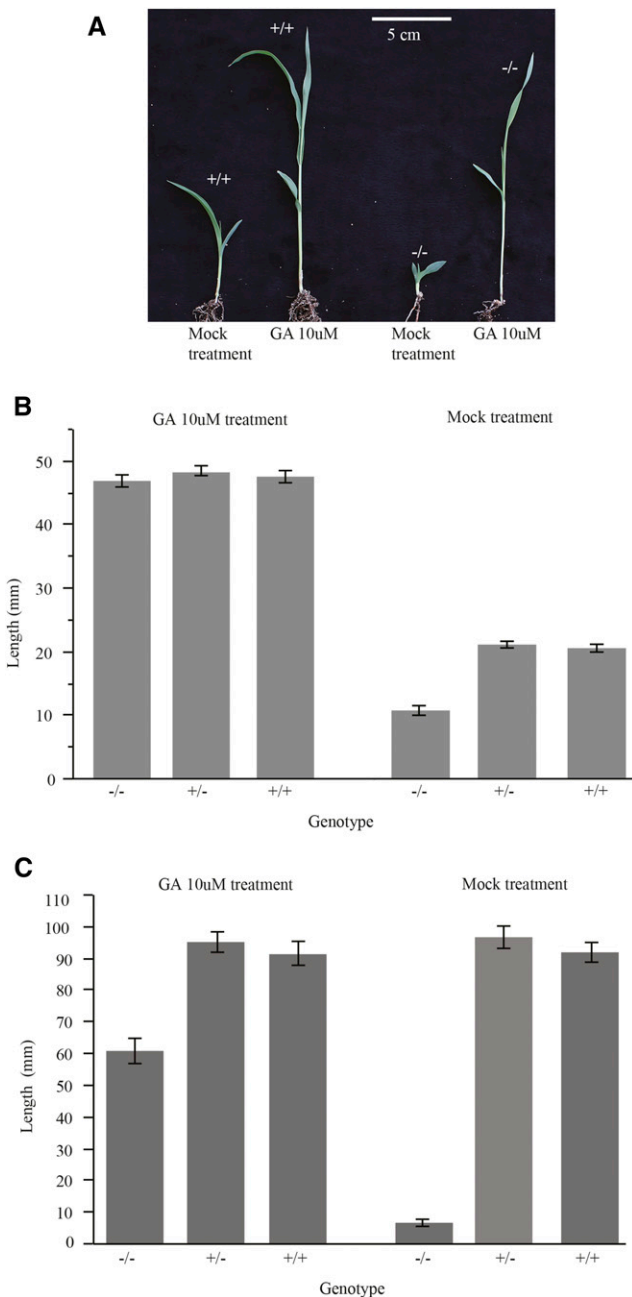 A
+/+
5 cm
-/-
+/+
-/-
Mock
treatment
GA 10uM
Mock
treatment
GA 10uM
B
GA 10uM treatment
Mock treatment
50
40
30
20
10
0
Length (mm)
-/-
+/-
+/+
-/-
+/-
+/+
Genotype
C
GA 10uM treatment
Mock treatment
110
100
90
80
70
60
50
40
30
20
10
0
Length (mm)
-/-
+/-
+/+
-/-
+/-
+/+
Genotype